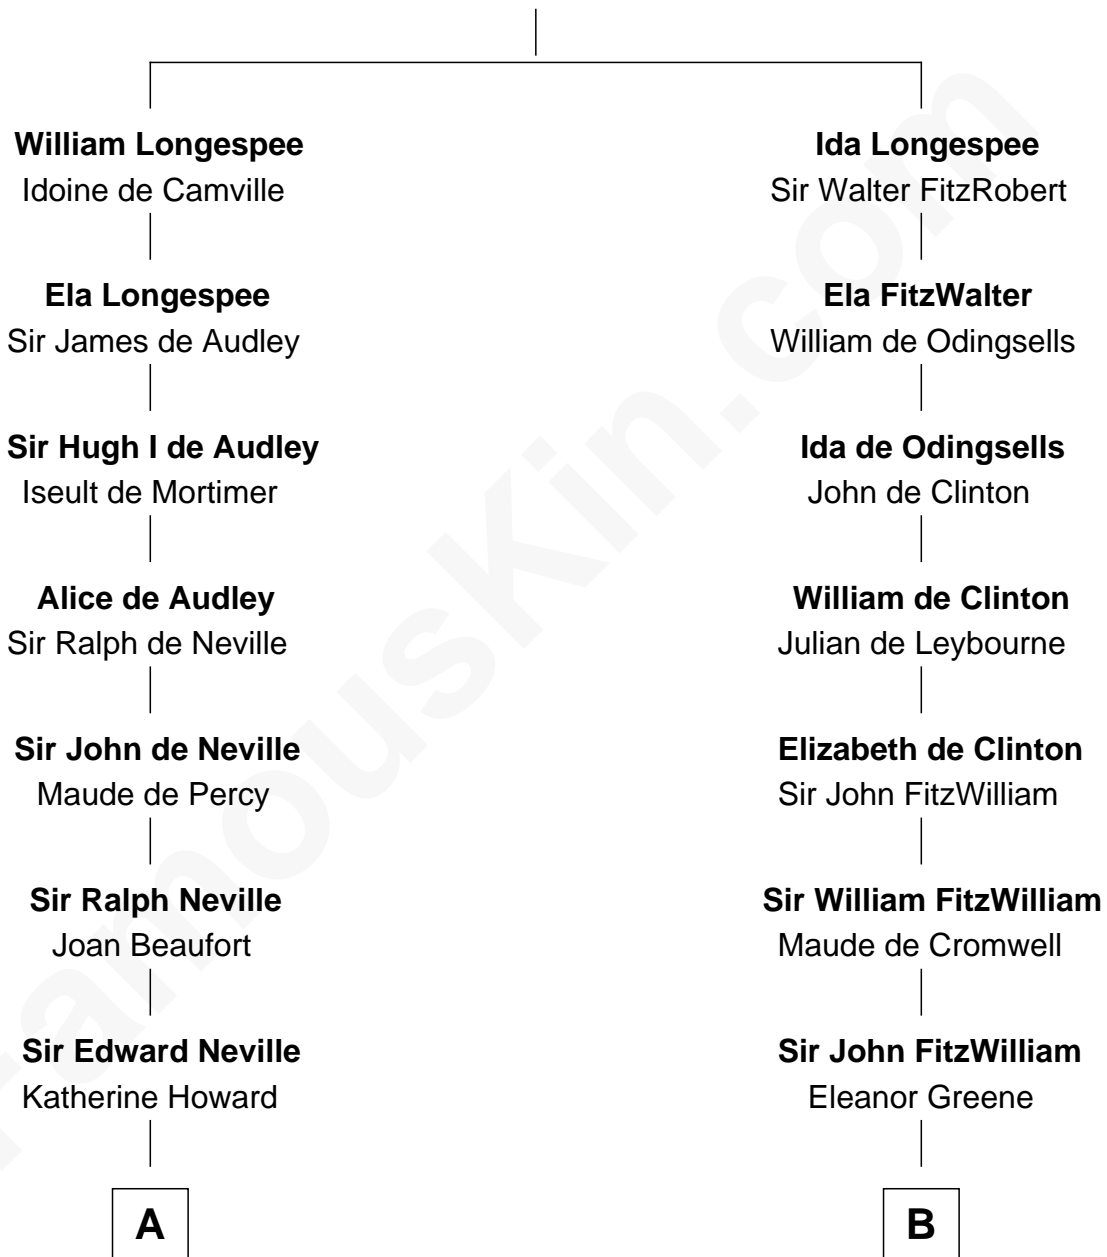 William Longespee
Idoine de Camville
Ida Longespee
Sir Walter FitzRobert
Ela Longespee
Sir James de Audley
Ela FitzWalter
William de Odingsells
Sir Hugh I de Audley
Iseult de Mortimer
Ida de Odingsells
John de Clinton
Alice de Audley
Sir Ralph de Neville
William de Clinton
Julian de Leybourne
Sir John de Neville
Maude de Percy
Elizabeth de Clinton
Sir John FitzWilliam
Sir Ralph Neville
Joan Beaufort
Sir William FitzWilliam
Maude de Cromwell
Sir Edward Neville
Katherine Howard
Sir John FitzWilliam
Eleanor Greene
A
B
FamousKin.com